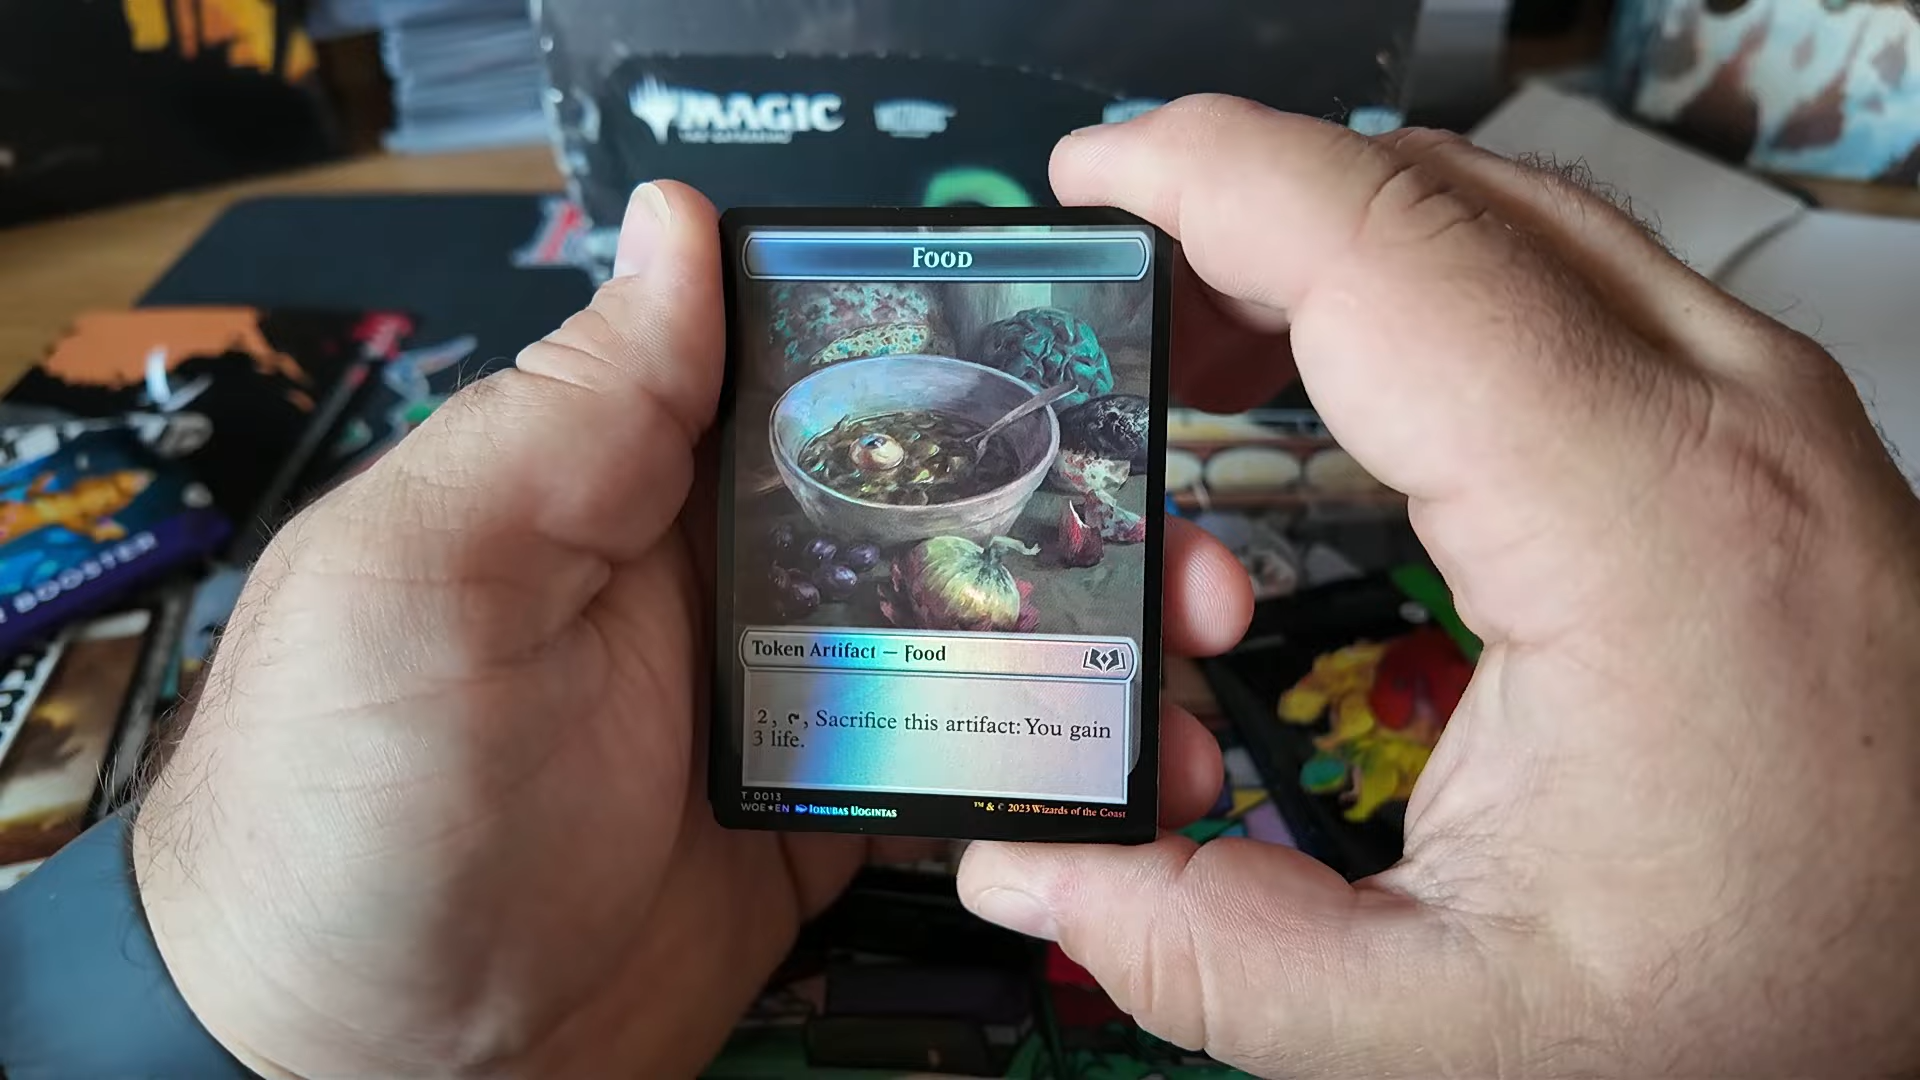 MAGIC
WIZARDS
FOOD
Token Artifact — Food
2, , Sacrifice this artifact: You gain
3 life.
T 0013
WOE★EN Iokubas Uogintas
™ & © 2023 Wizards of the Coast
BOOSTER